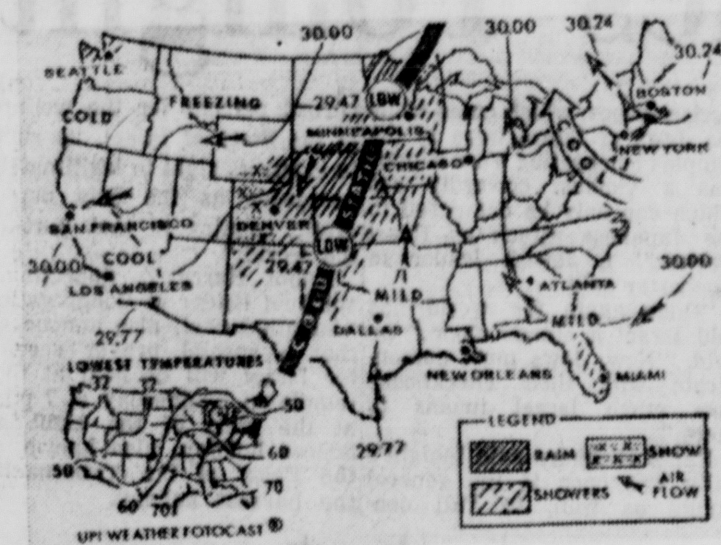 30.00
30.00
30.24
30.24
SEATTLE
BOSTON
COLD
FREEZING
29.47
LOW
MINNEAPOLIS
COOL
NEW YORK
CHICAGO
STATIC
SAN FRANCISCO
DENVER
LOW
COOL
29.47
30.00
30.00
LOS ANGELES
MILD
ATLANTA
COLD
MILD
29.77
DALLAS
LOWEST TEMPERATURES
NEW ORLEANS
MIAMI
32
32
50
LEGEND
29.77
60
RAIN
SNOW
50
70
SHOWERS
AIR
FLOW
60
70
UPI WEATHER FOTOCAST ®